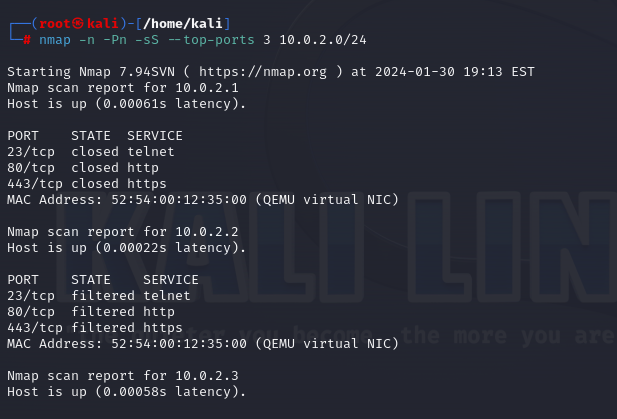 ┌──(root㉿kali)-[/home/kali]
└─# nmap -n -Pn -sS --top-ports 3 10.0.2.0/24
Starting Nmap 7.94SVN ( https://nmap.org ) at 2024-01-30 19:13 EST
Nmap scan report for 10.0.2.1
Host is up (0.00061s latency).
PORT    STATE  SERVICE
23/tcp  closed telnet
80/tcp  closed http
443/tcp closed https
MAC Address: 52:54:00:12:35:00 (QEMU virtual NIC)
KALI LIN
Nmap scan report for 10.0.2.2
Host is up (0.00022s latency).
PORT    STATE    SERVICE
23/tcp  filtered telnet
80/tcp  filtered http
443/tcp filtered https
you become, the more you are
MAC Address: 52:54:00:12:35:00 (QEMU virtual NIC)
Nmap scan report for 10.0.2.3
Host is up (0.00058s latency).